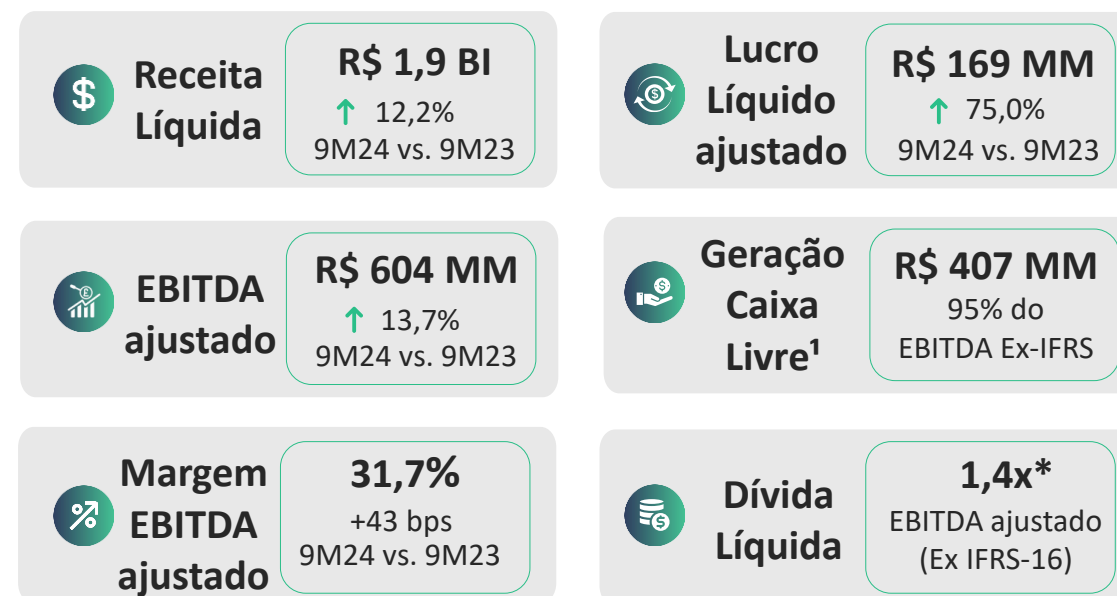 Receita
Líquida
R$ 1,9 BI
↑ 12,2%
9M24 vs. 9M23
Lucro
Líquido
ajustado
R$ 169 MM
↑ 75,0%
9M24 vs. 9M23
EBITDA
ajustado
R$ 604 MM
↑ 13,7%
9M24 vs. 9M23
Geração
Caixa
Livre¹
R$ 407 MM
95% do
EBITDA Ex-IFRS
Margem
EBITDA
ajustado
31,7%
+43 bps
9M24 vs. 9M23
Dívida
Líquida
1,4x*
EBITDA ajustado
(Ex IFRS-16)